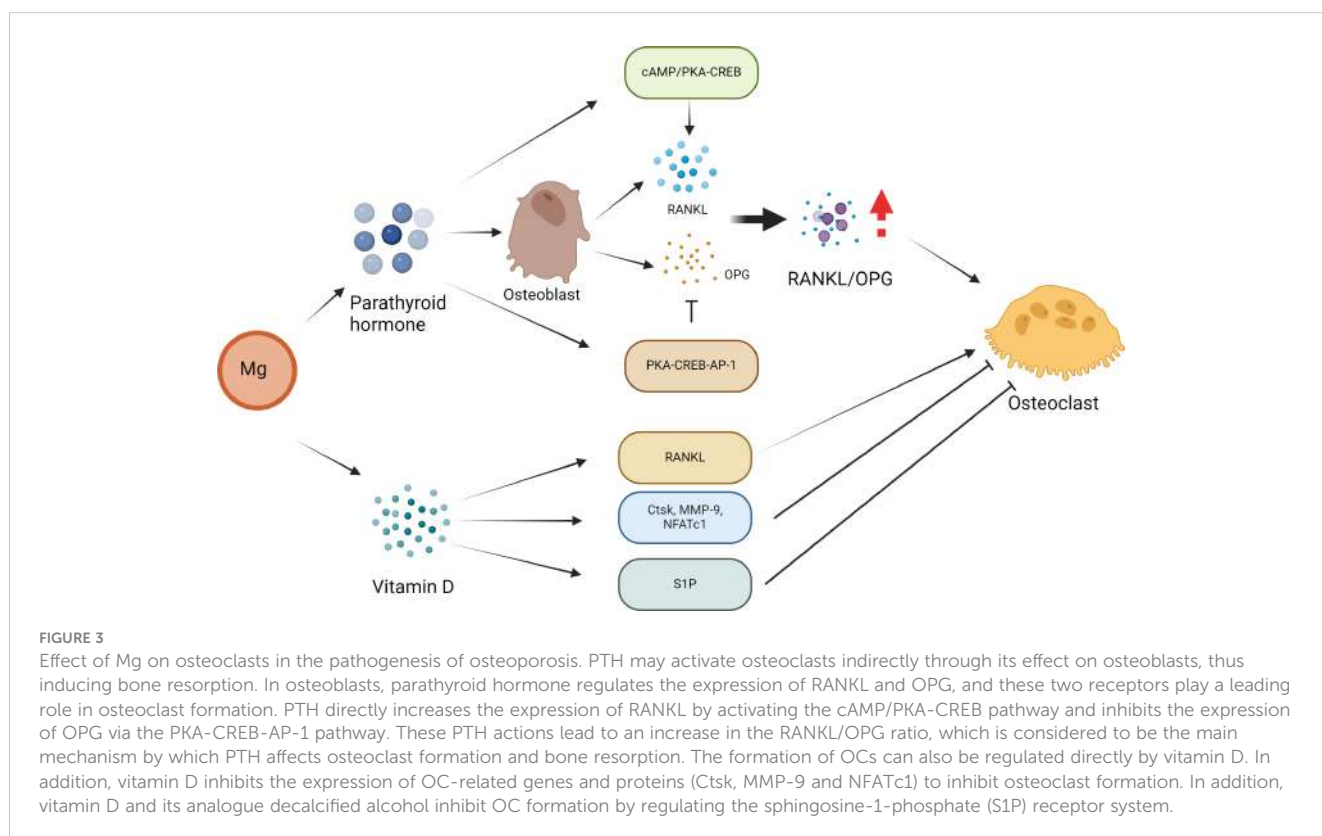 cAMP/PKA-CREB
RANKL
OPG
RANKL/OPG
Parathyroid
hormone
Osteoblast
Mg
PKA-CREB-AP-1
Osteoclast
RANKL
Ctsk, MMP-9,
NFATc1
S1P
Vitamin D
FIGURE 3
Effect of Mg on osteoclasts in the pathogenesis of osteoporosis. PTH may activate osteoclasts indirectly through its effect on osteoblasts, thus
inducing bone resorption. In osteoblasts, parathyroid hormone regulates the expression of RANKL and OPG, and these two receptors play a leading
role in osteoclast formation. PTH directly increases the expression of RANKL by activating the cAMP/PKA-CREB pathway and inhibits the expression
of OPG via the PKA-CREB-AP-1 pathway. These PTH actions lead to an increase in the RANKL/OPG ratio, which is considered to be the main
mechanism by which PTH affects osteoclast formation and bone resorption. The formation of OCs can also be regulated directly by vitamin D. In
addition, vitamin D inhibits the expression of OC-related genes and proteins (Ctsk, MMP-9 and NFATc1) to inhibit osteoclast formation. In addition,
vitamin D and its analogue decalcified alcohol inhibit OC formation by regulating the sphingosine-1-phosphate (S1P) receptor system.